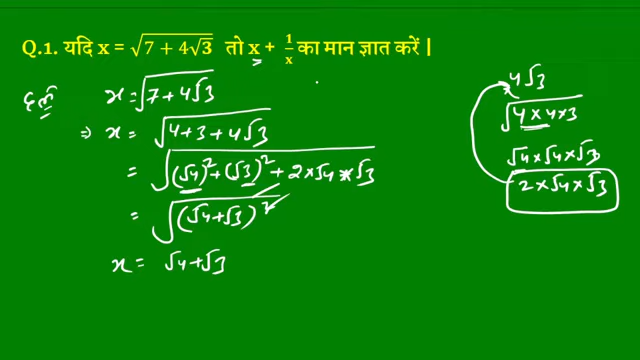 Q.1. यदि x = √(7 + 4√3) तो x + 1/x का मान ज्ञात करें |
हल x = √(7 + 4√3)
⇒ x = √(4 + 3 + 4√3)
= √((√4)² + (√3)² + 2 × √4 × √3)
= √((√4 + √3)²)
x = √4 + √3
4√3
√(4 × 4 × 3)
√4 × √4 × √3
2 × √4 × √3